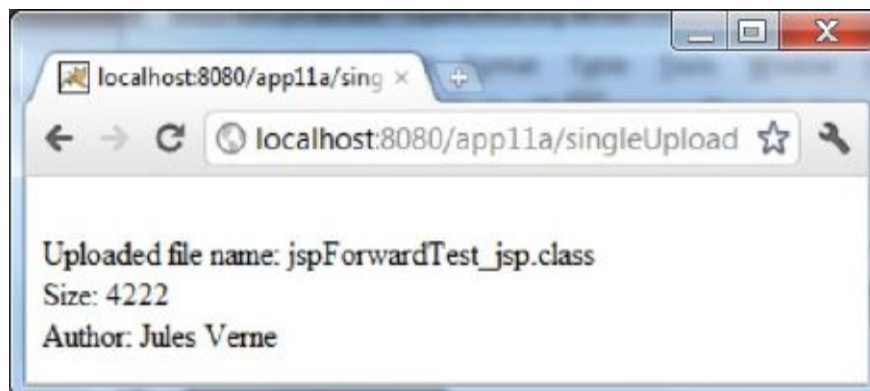 localhost:8080/app11a/sing
localhost:8080/app11a/singleUpload
Uploaded file name: jspForwardTest_jsp.class
Size: 4222
Author: Jules Verne